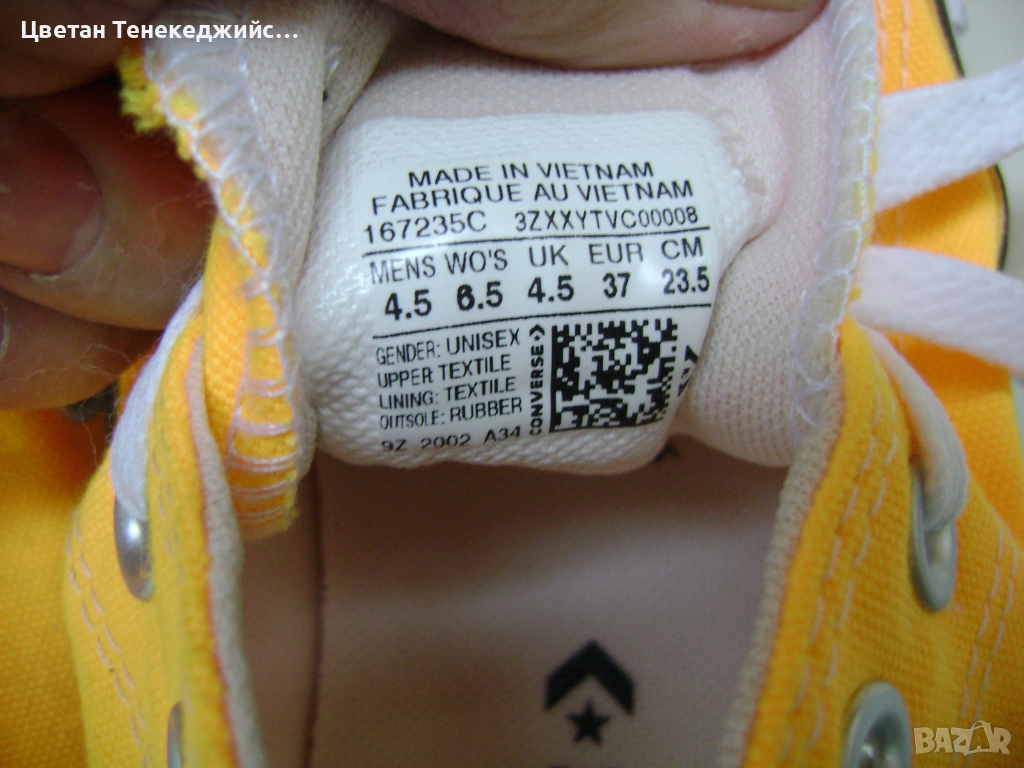 Цветан Тенекеджийс...
MADE IN VIETNAM
FABRIQUE AU VIETNAM
167235C 3ZXXYTVC00008
MENS WO'S UK EUR CM
4.5 6.5 4.5 37 23.5
GENDER: UNISEX
UPPER TEXTILE
LINING: TEXTILE
OUTSOLE: RUBBER
9Z 2002 A34
CONVERSE
BAZAR